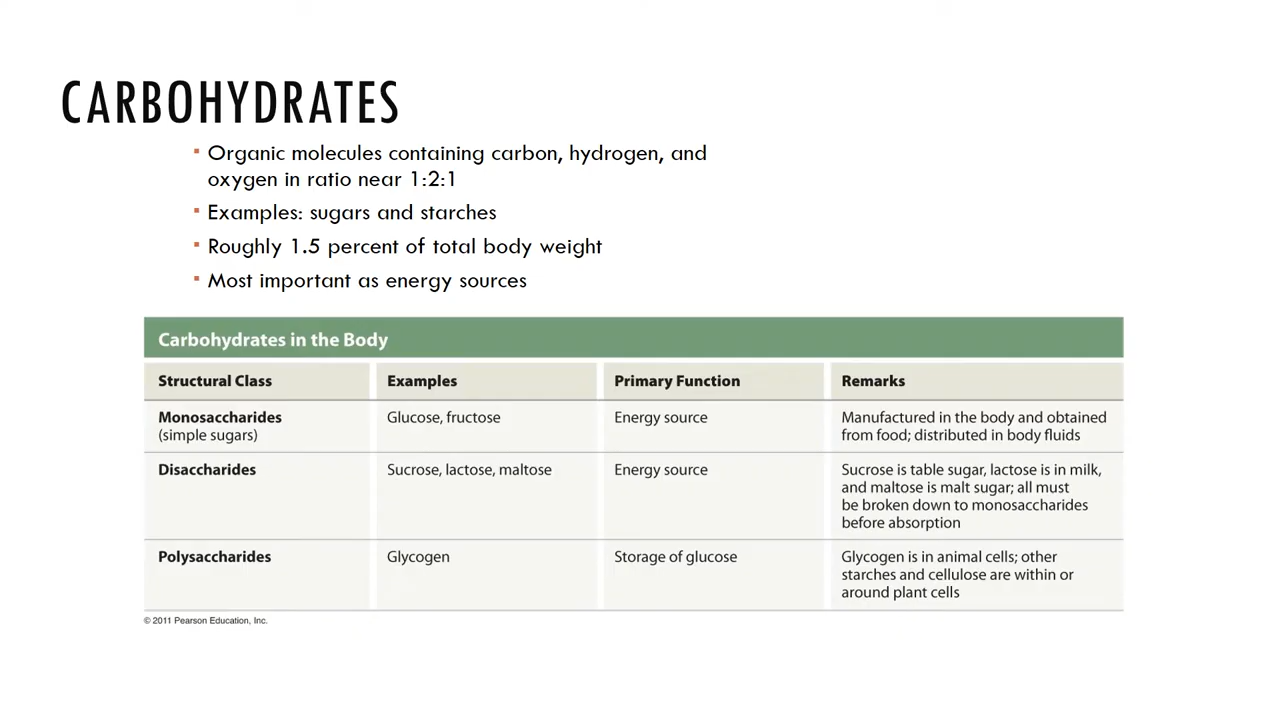 CARBOHYDRATES
▪ Organic molecules containing carbon, hydrogen, and
oxygen in ratio near 1:2:1
▪ Examples: sugars and starches
▪ Roughly 1.5 percent of total body weight
▪ Most important as energy sources
Carbohydrates in the Body
Structural Class Examples Primary Function Remarks
Monosaccharides Glucose, fructose Energy source Manufactured in the body and obtained
(simple sugars) from food; distributed in body fluids
Disaccharides Sucrose, lactose, maltose Energy source Sucrose is table sugar, lactose is in milk,
and maltose is malt sugar; all must
be broken down to monosaccharides
before absorption
Polysaccharides Glycogen Storage of glucose Glycogen is in animal cells; other
starches and cellulose are within or
around plant cells
© 2011 Pearson Education, Inc.